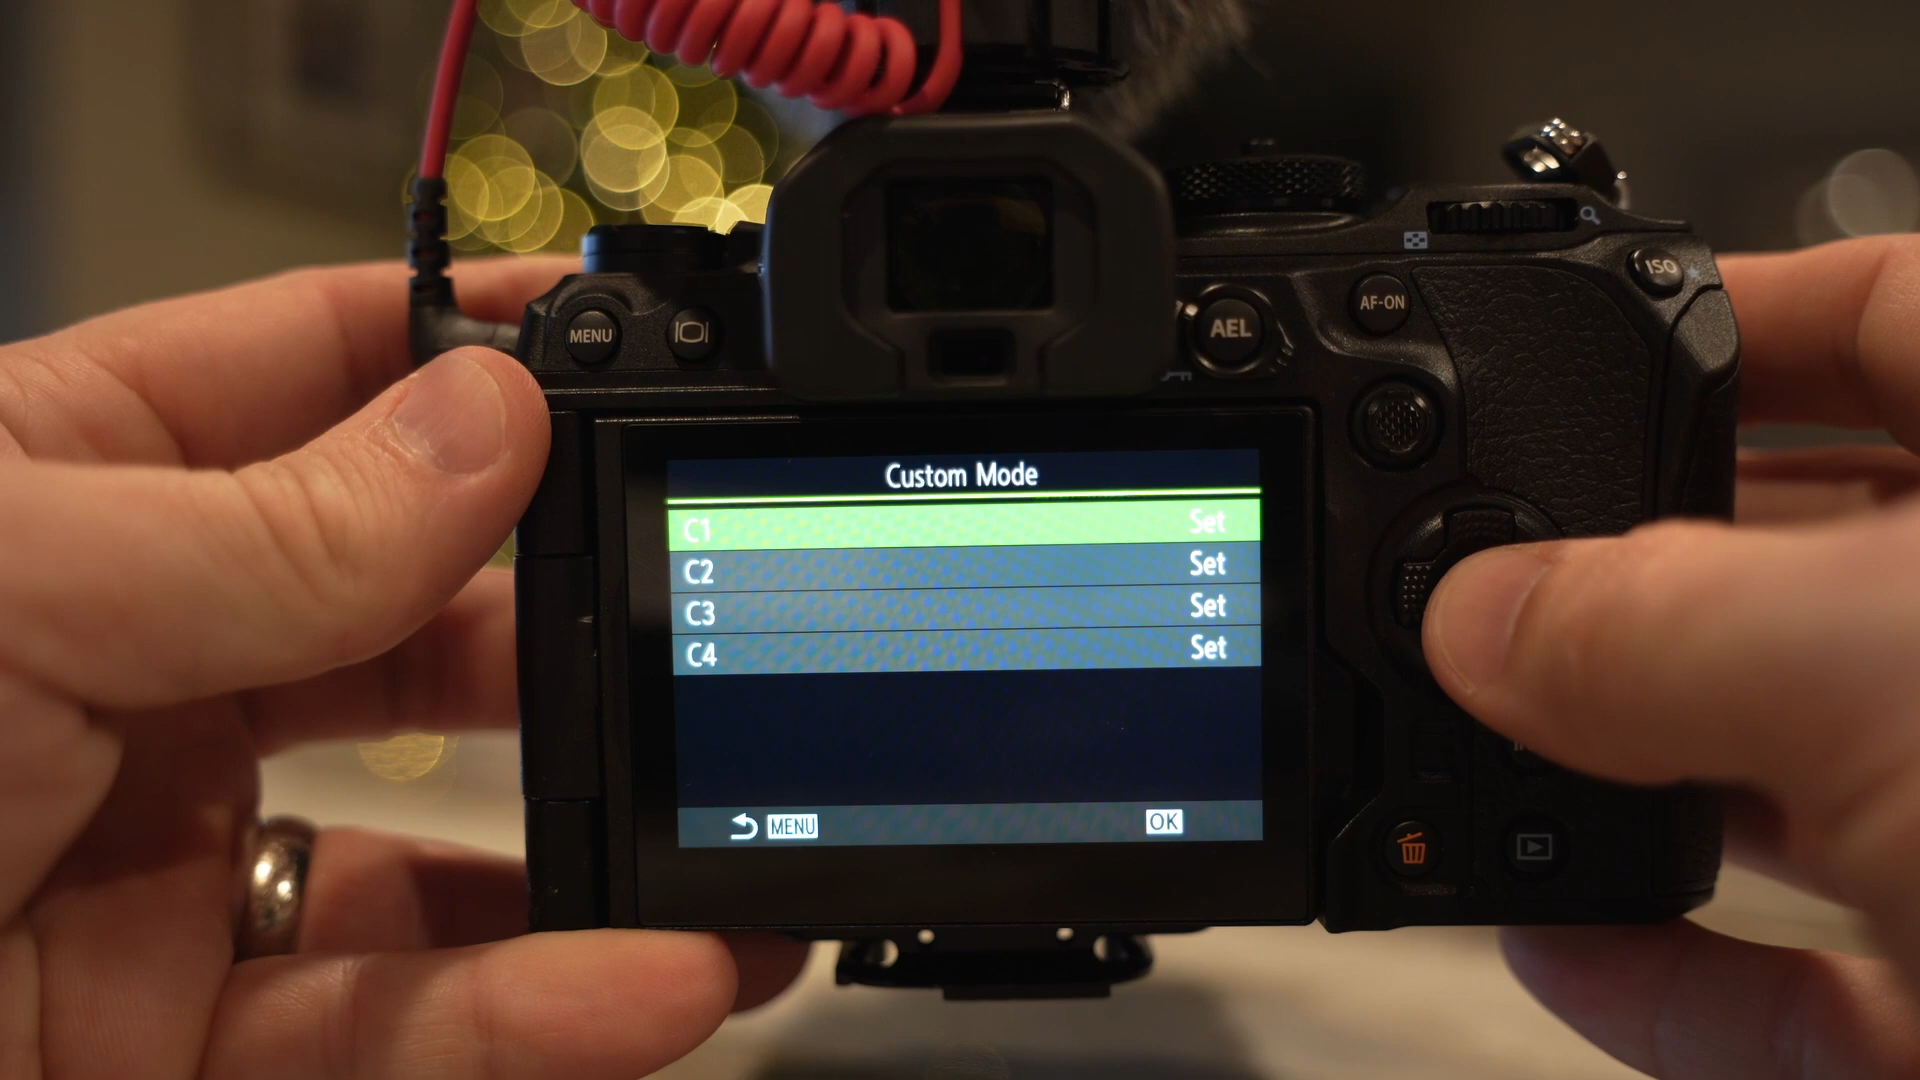 ISO
AF-ON
MENU
AEL
Custom Mode
C1 Set
C2 Set
C3 Set
C4 Set
MENU OK